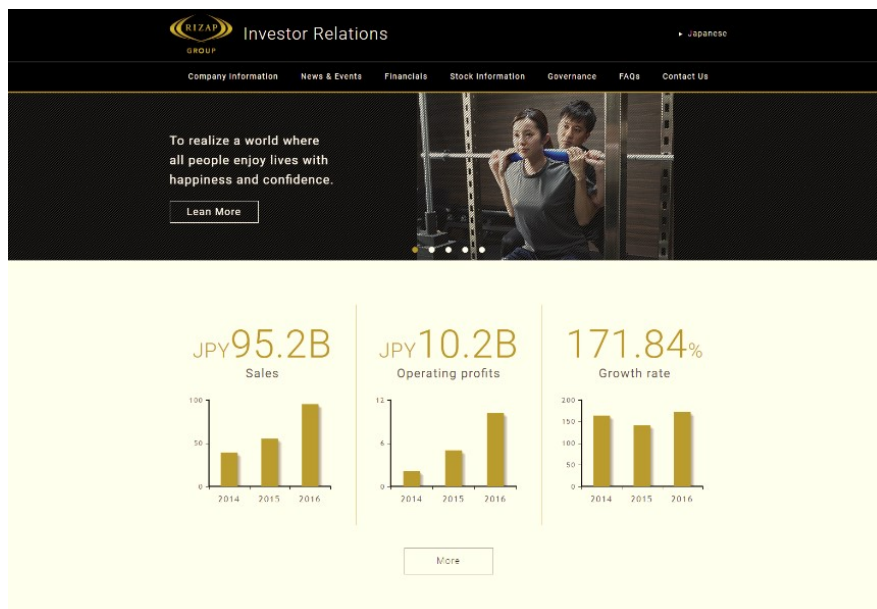 RIZAP
GROUP
Investor Relations
Japanese
Company Information News & Events Financials Stock Information Governance FAQs Contact Us
To realize a world where
all people enjoy lives with
happiness and confidence.
Lean More
JPY95.2B
Sales
100
50
0
2014 2015 2016
JPY10.2B
Operating profits
12
6
0
2014 2015 2016
171.84%
Growth rate
200
150
100
50
0
2014 2015 2016
More